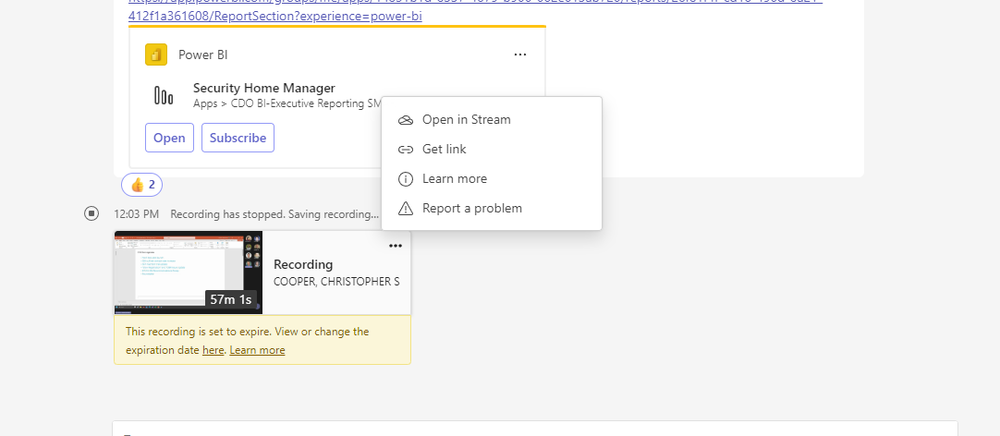 412f1a361608/ReportSection?experience=power-bi
Power BI
Security Home Manager
Apps > CDO BI-Executive Reporting SM
Open
Subscribe
Open in Stream
Get link
Learn more
Report a problem
👍 2
12:03 PM Recording has stopped. Saving recording...
Recording
COOPER, CHRISTOPHER S
57m 1s
This recording is set to expire. View or change the
expiration date here. Learn more